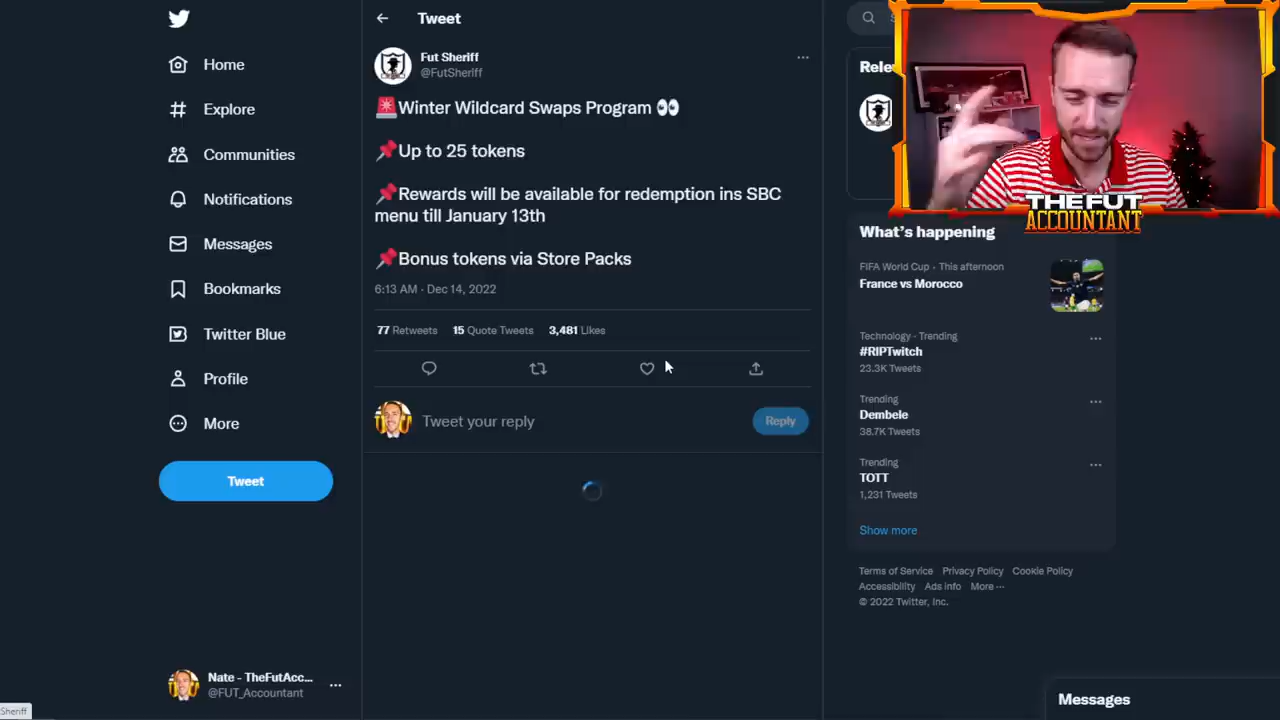 Home
Explore
Communities
Notifications
Messages
Bookmarks
Twitter Blue
Profile
More
Tweet
Nate - TheFutAcc...
@FUT_Accountant
Sheriff
Tweet
Fut Sheriff
@FutSheriff
🚨Winter Wildcard Swaps Program 👀
📌Up to 25 tokens
📌Rewards will be available for redemption ins SBC
menu till January 13th
📌Bonus tokens via Store Packs
6:13 AM · Dec 14, 2022
77 Retweets 15 Quote Tweets 3,481 Likes
Tweet your reply
Reply
THE FUT
ACCOUNTANT
What's happening
FIFA World Cup · This afternoon
France vs Morocco
Technology · Trending
#RIPTwitch
23.3K Tweets
Trending
Dembele
38.7K Tweets
Trending
TOTT
1,231 Tweets
Show more
Terms of Service Privacy Policy Cookie Policy
Accessibility Ads info More ···
© 2022 Twitter, Inc.
Messages